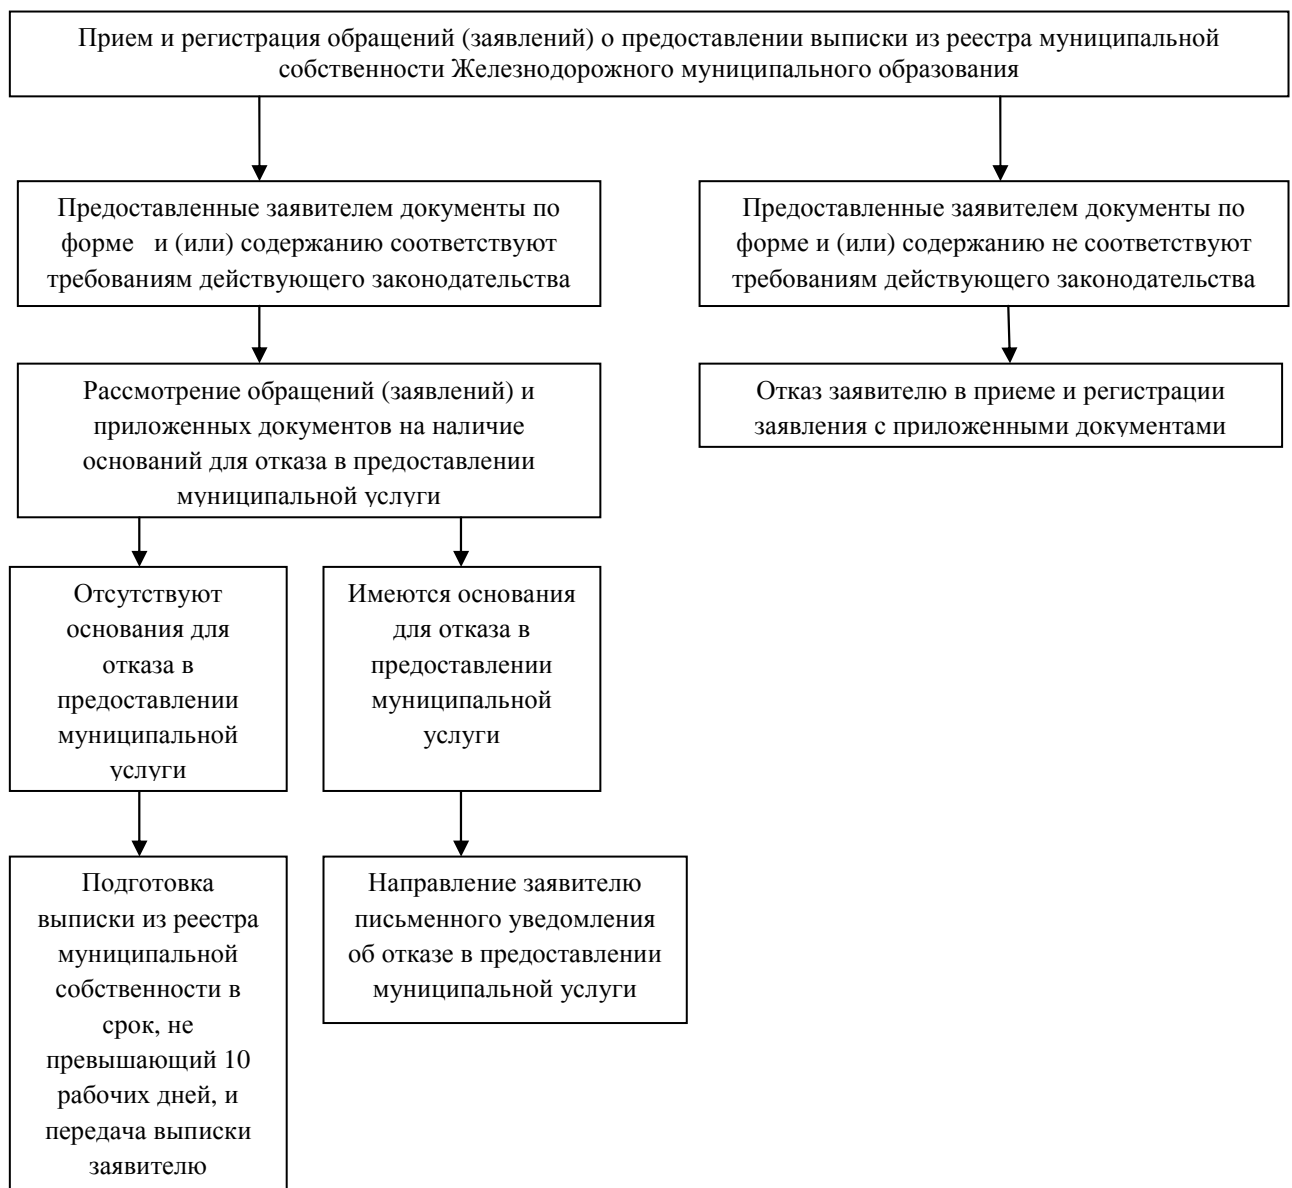 Прием и регистрация обращений (заявлений) о предоставлении выписки из реестра муниципальной
собственности Железнодорожного муниципального образования
Предоставленные заявителем документы по
форме и (или) содержанию соответствуют
требованиям действующего законодательства
Предоставленные заявителем документы по
форме и (или) содержанию не соответствуют
требованиям действующего законодательства
Рассмотрение обращений (заявлений) и
приложенных документов на наличие
оснований для отказа в предоставлении
муниципальной услуги
Отказ заявителю в приеме и регистрации
заявления с приложенными документами
Отсутствуют
основания для
отказа в
предоставлении
муниципальной
услуги
Имеются основания
для отказа в
предоставлении
муниципальной
услуги
Подготовка
выписки из реестра
муниципальной
собственности в
срок, не
превышающий 10
рабочих дней, и
передача выписки
заявителю
Направление заявителю
письменного уведомления
об отказе в предоставлении
муниципальной услуги